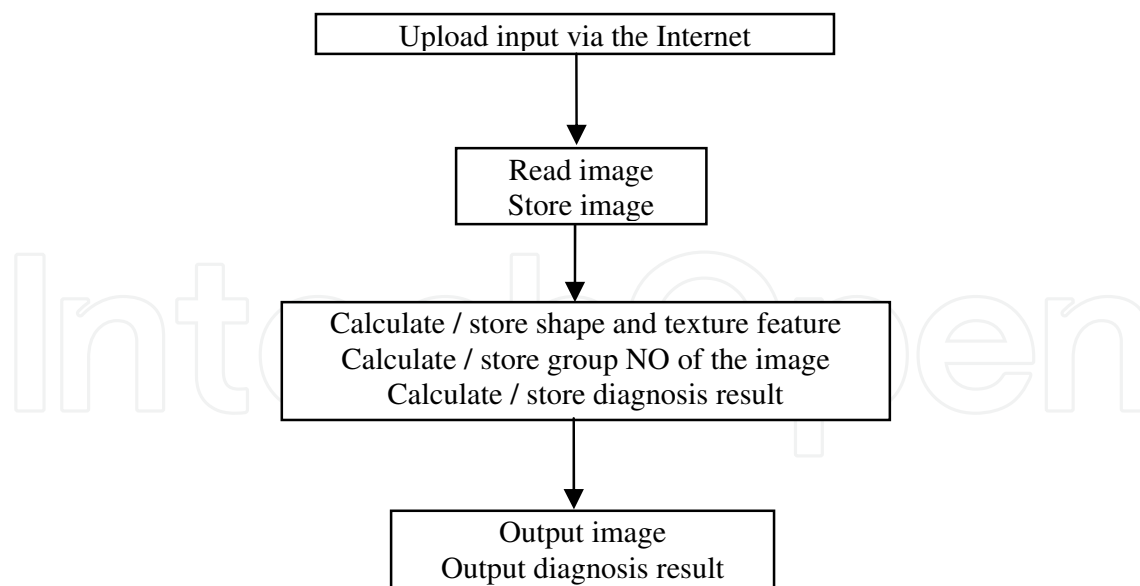 Upload input via the Internet
Read image
Store image
IntechOpen
Calculate / store shape and texture feature
Calculate / store group NO of the image
Calculate / store diagnosis result
Output image
Output diagnosis result